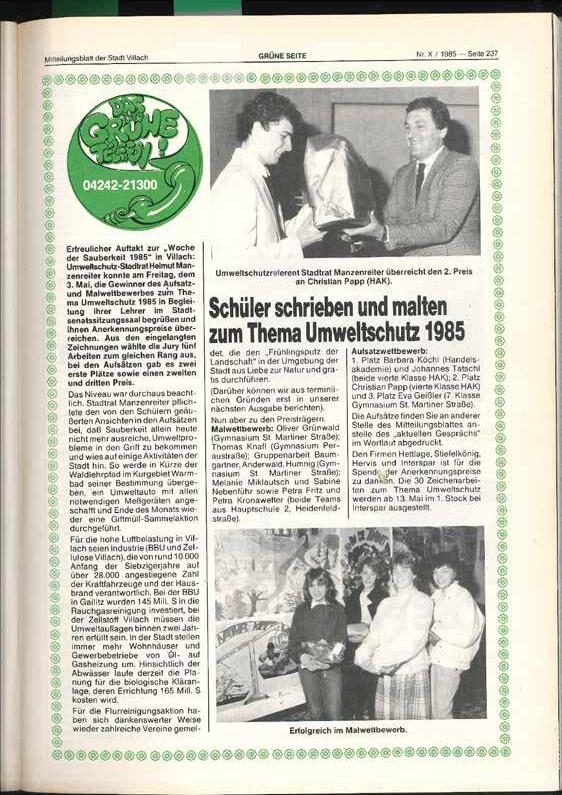 Mitteilungsblatt der Stadt Villach
GRÜNE SEITE
Nr. X / 1985 — Seite 237
DAS
GRÜNE
TELEFON!
04242-21300
Erfreulicher Auftakt zur „Woche
der Sauberkeit 1985" in Villach:
Umweltschutz-Stadtrat Helmut Man-
zenreiter konnte am Freitag, dem
3. Mai, die Gewinner des Aufsatz-
und Malwettbewerbes zum The-
ma Umweltschutz 1985 in Beglei-
tung ihrer Lehrer im Stadt-
senatssitzungssaal begrüßen und
ihnen Anerkennungspreise über-
reichen. Aus den eingelangten
Zeichnungen wählte die Jury fünf
Arbeiten zum gleichen Rang aus,
bei den Aufsätzen gab es zwei
erste Plätze sowie einen zweiten
und dritten Preis.
Das Niveau war durchaus beacht-
lich. Stadtrat Manzenreiter pflich-
tete den von den Schülern geäu-
ßerten Ansichten in den Aufsätzen
bei, daß Sauberkeit allein heute
nicht mehr ausreiche, Umweltpro-
bleme in den Griff zu bekommen
und wies auf einige Aktivitäten der
Stadt hin. So werde in Kürze der
Waldlehrpfad im Kurgebiet Warm-
bad seiner Bestimmung überge-
ben, ein Umweltauto mit allen
notwendigen Meßgeräten ange-
schafft und Ende des Monats wie-
der eine Giftmüll-Sammelaktion
durchgeführt.
Für die hohe Luftbelastung in Vil-
lach seien Industrie (BBU und Zel-
lulose Villach), die von rund 10.000
Anfang der Siebzigerjahre auf
über 28.000 angestiegene Zahl
der Kraftfahrzeuge und der Haus-
brand verantwortlich. Bei der BBU
in Gailitz wurden 145 Mill. S in die
Rauchgasreinigung investiert, bei
der Zellstoff Villach müssen die
Umweltauflagen binnen zwei Jah-
ren erfüllt sein. In der Stadt stellen
immer mehr Wohnhäuser und
Gewerbebetriebe von Öl- auf
Gasheizung um. Hinsichtlich der
Abwässer laufe derzeit die Pla-
nung für die biologische Kläran-
lage, deren Errichtung 165 Mill. S
kosten wird.
Für die Flurreinigungsaktion ha-
ben sich dankenswerter Weise
wieder zahlreiche Vereine gemel-
Umweltschutzreferent Stadtrat Manzenreiter überreicht den 2. Preis
an Christian Papp (HAK).
Schüler schrieben und malten
zum Thema Umweltschutz 1985
det, die den „Frühlingsputz der
Landschaft" in der Umgebung der
Stadt aus Liebe zur Natur und gra-
tis durchführen.
(Darüber können wir aus terminli-
chen Gründen erst in unserer
nächsten Ausgabe berichten).
Nun aber zu den Preisträgern.
Malwettbewerb: Oliver Grünwald
(Gymnasium St. Martiner Straße);
Thomas Knafl (Gymnasium Per-
austraße); Gruppenarbeit Baum-
gartner, Anderwald, Humnig (Gym-
nasium St. Martiner Straße);
Melanie Miklautsch und Sabine
Nebenführ sowie Petra Fritz und
Petra Kronawetter (beide Teams
aus Hauptschule 2, Heidenfeld-
straße).
Aufsatzwettbewerb:
1. Platz Barbara Köchl (Handels-
akademie) und Johannes Tatschl
(beide vierte Klasse HAK); 2. Platz
Christian Papp (vierte Klasse HAK)
und 3. Platz Eva Geißler (7. Klasse
Gymnasium St. Martiner Straße).
Die Aufsätze finden Sie an anderer
Stelle des Mitteilungsblattes an-
stelle des „aktuellen Gesprächs"
im Wortlaut abgedruckt.
Den Firmen Hettlage, Stiefelkönig,
Hervis und Interspar ist für die
Spende der Anerkennungspreise
zu danken. Die 30 Zeichenarbei-
ten zum Thema Umweltschutz
werden ab 13. Mai im 1. Stock bei
Interspar ausgestellt.
Erfolgreich im Malwettbewerb.